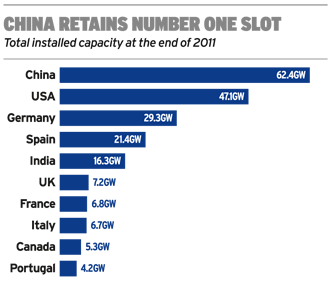 CHINA RETAINS NUMBER ONE SLOT
Total installed capacity at the end of 2011
China 62.4GW
USA 47.1GW
Germany 29.3GW
Spain 21.4GW
India 16.3GW
UK 7.2GW
France 6.8GW
Italy 6.7GW
Canada 5.3GW
Portugal 4.2GW